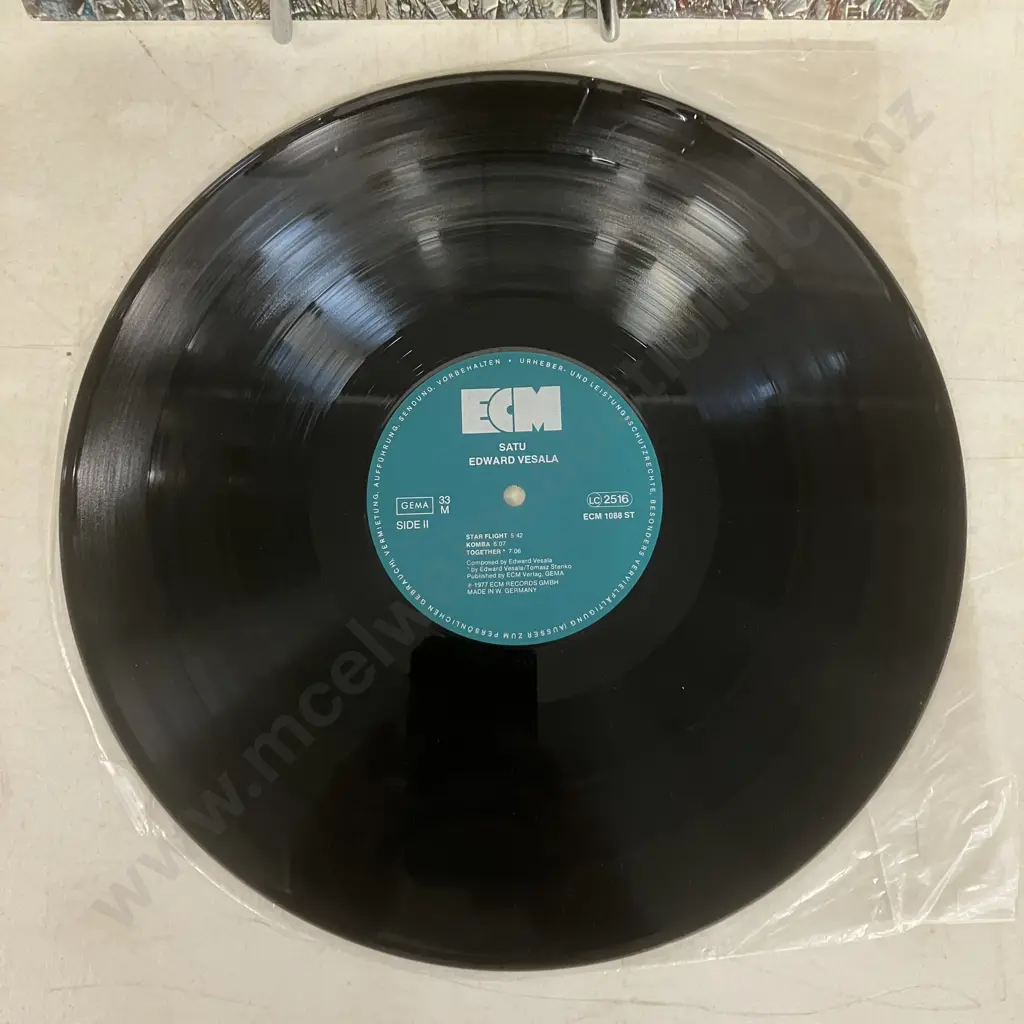 URHEBER- UND LEISTUNGSSCHUTZRECHTE, BESONDERS VERVIELFÄLTIGUNG (AUSSER ZUM PERSÖNLICHEN GEBRAUCH), VERMIETUNG, AUFFÜHRUNG, SENDUNG, VORBEHALTEN •
ECM
SATU
EDWARD VESALA
GEMA 33 M
LC 2516
SIDE II
ECM 1088 ST
STAR FLIGHT 5:42
KOMBA 6:07
TOGETHER* 7:06
Composed by Edward Vesala
* by Edward Vesala/Tomasz Stanko
Published by ECM Verlag, GEMA
℗ 1977 ECM RECORDS GMBH
MADE IN W. GERMANY